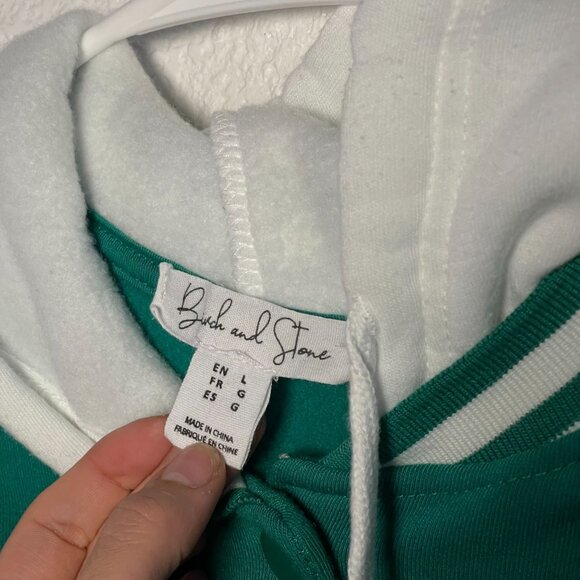 Birch and Stone
EN L
FR G
ES G
MADE IN CHINA
FABRIQUÉ EN CHINE